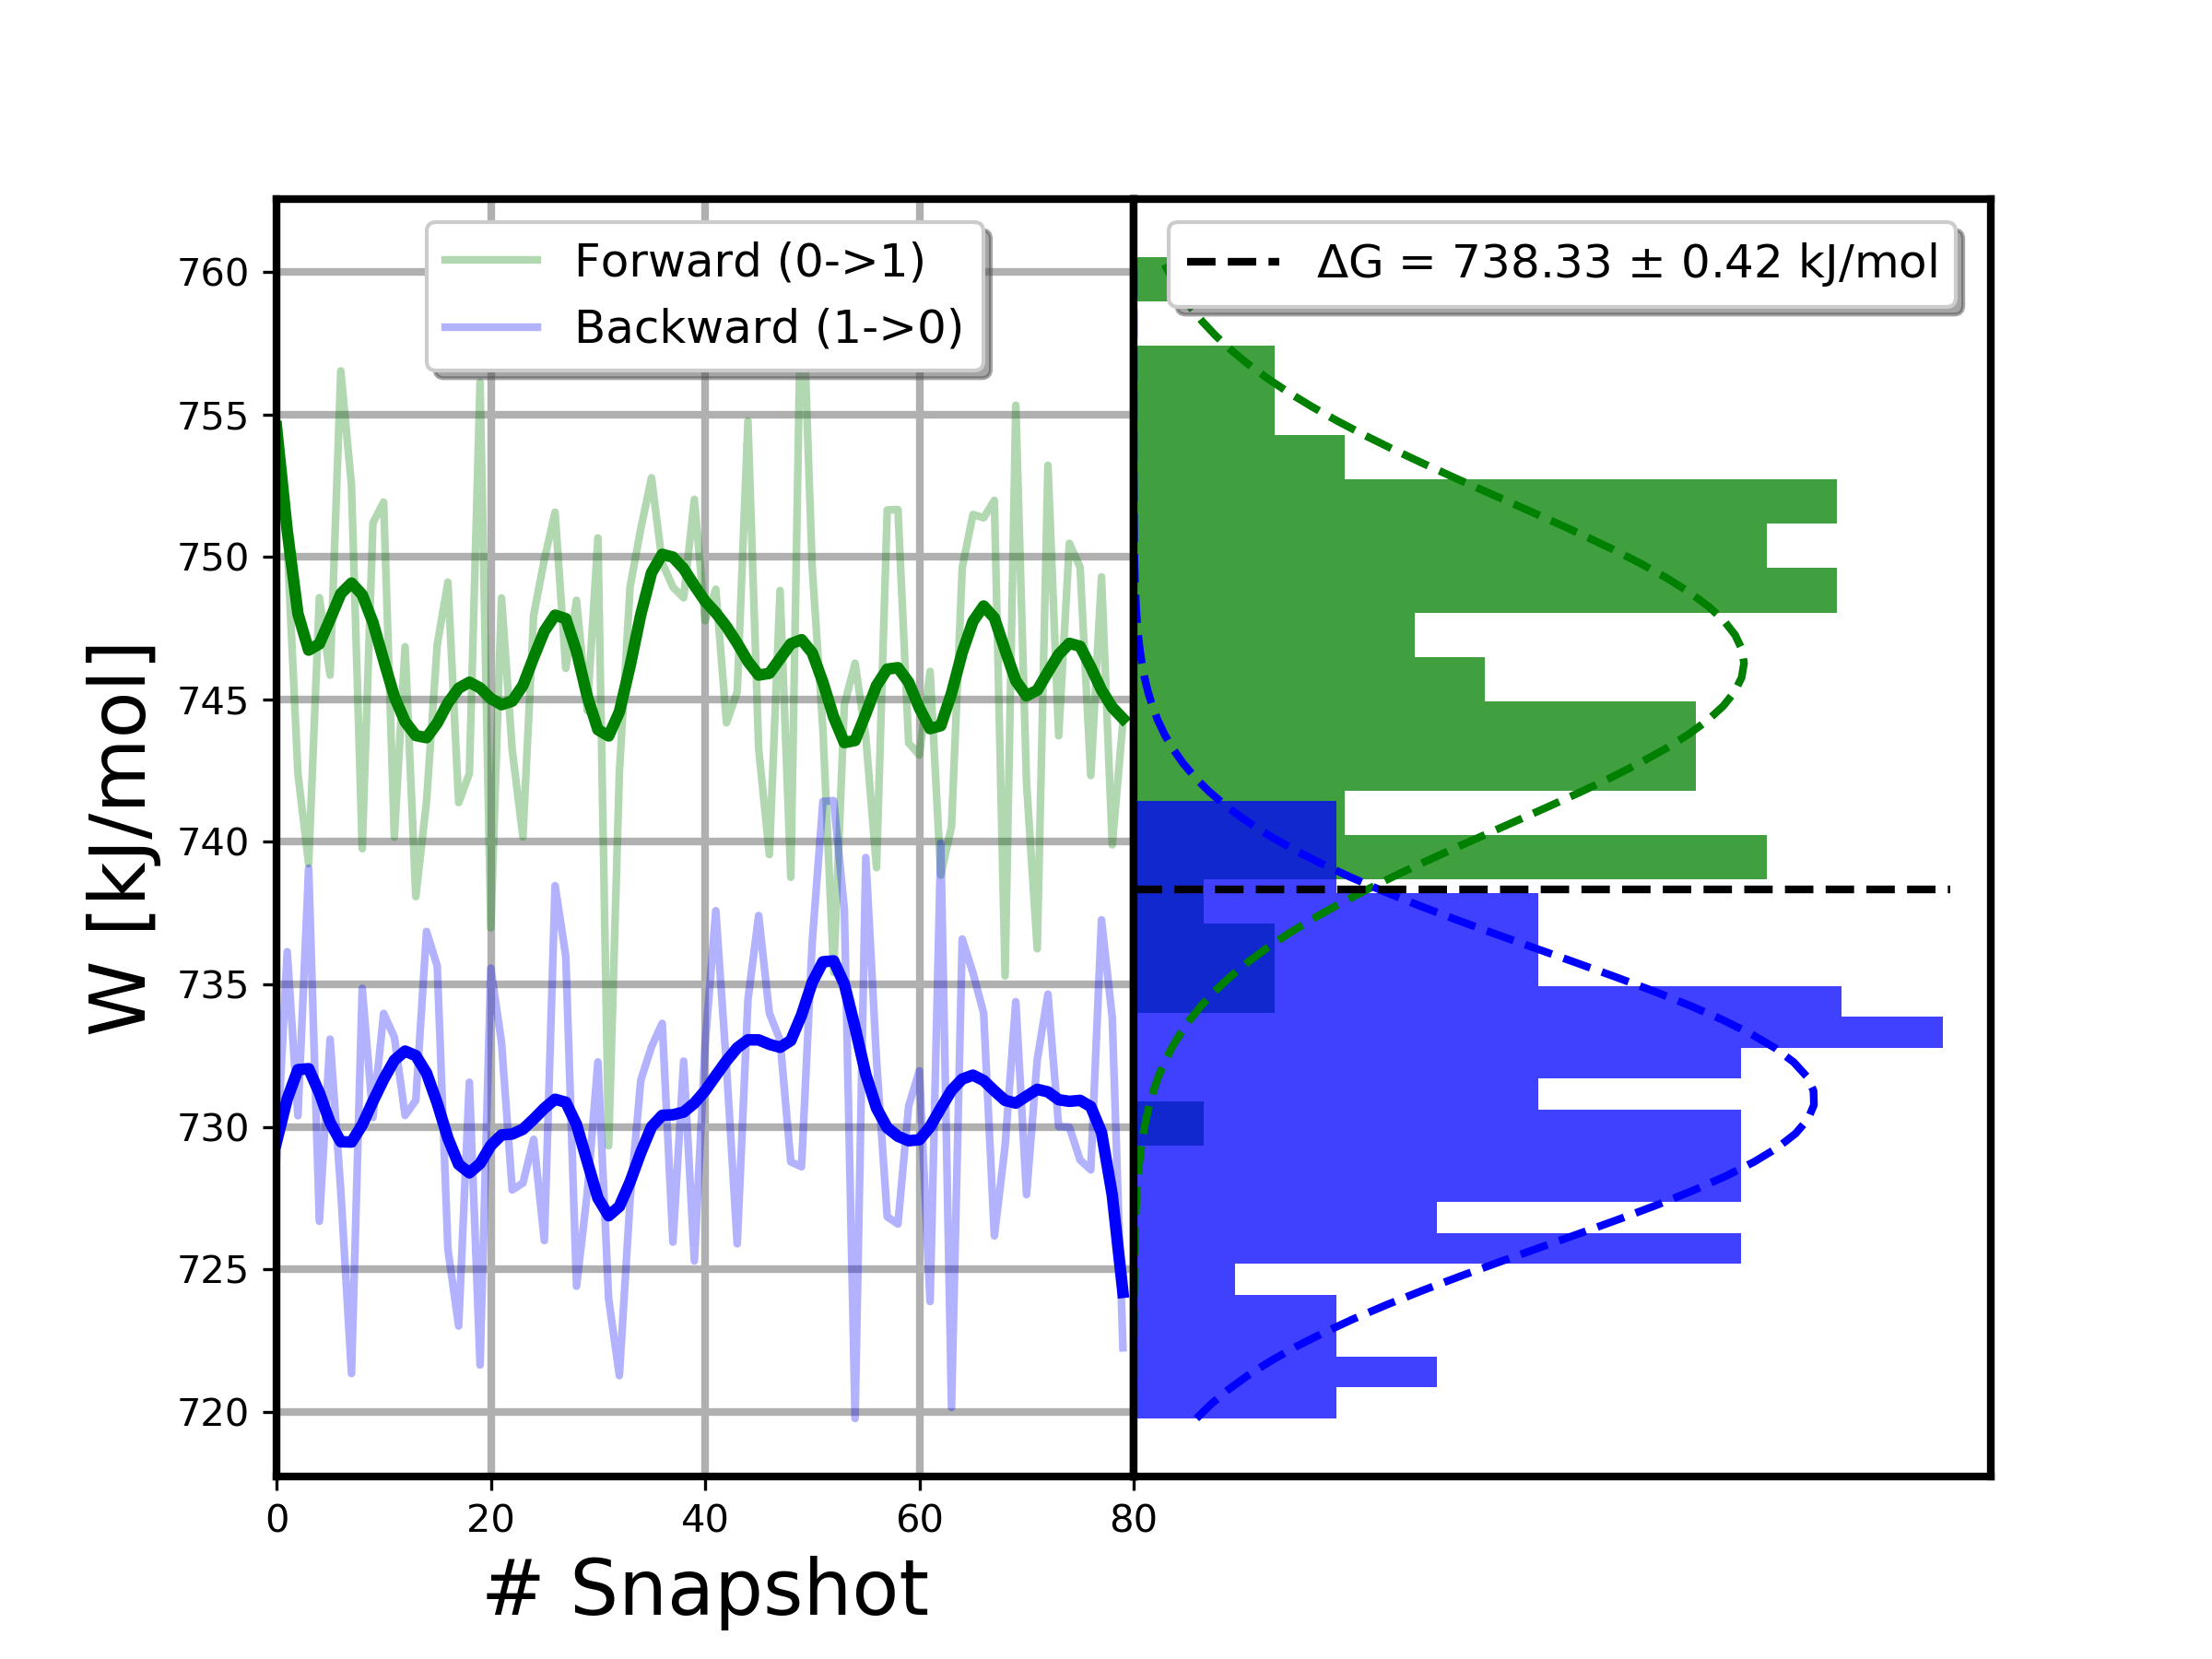 Forward (0->1)
Backward (1->0)
ΔG = 738.33 ± 0.42 kJ/mol
W [kJ/mol]
760
755
750
745
740
735
730
725
720
0 20 40 60 80
# Snapshot